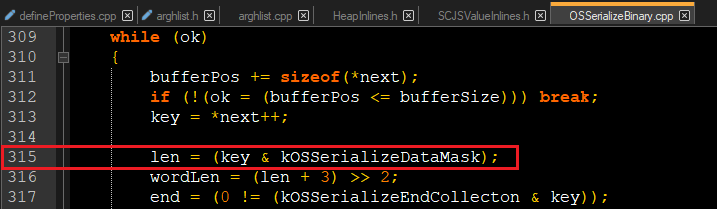 defineProperties.cpp arghlist.h arghlist.cpp HeapInlines.h SCJSValueInlines.h OSSerializeBinary.cpp
309 while (ok)
310 {
311 bufferPos += sizeof(*next);
312 if (!(ok = (bufferPos <= bufferSize))) break;
313 key = *next++;
314
315 len = (key & kOSSerializeDataMask);
316 wordLen = (len + 3) >> 2;
317 end = (0 != (kOSSerializeEndCollecton & key));